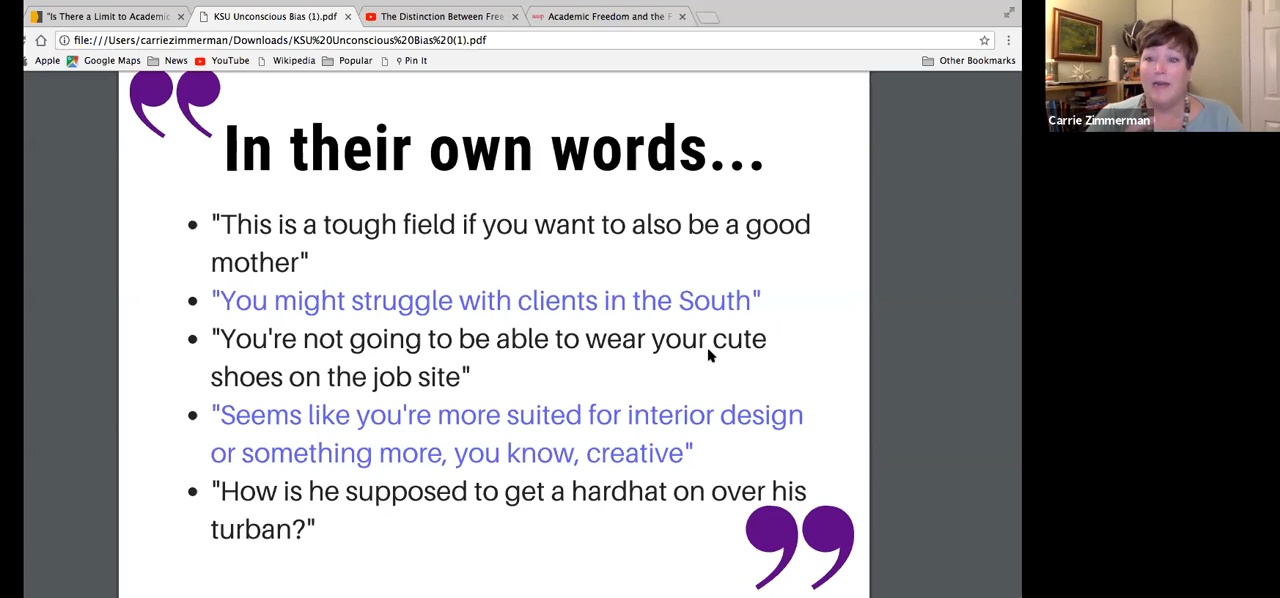 "Is There a Limit to Academic
KSU Unconscious Bias (1).pdf
The Distinction Between Free
aaup
Academic Freedom and the F
file:///Users/carriezimmerman/Downloads/KSU%20Unconscious%20Bias%20(1).pdf
Apple
Google Maps
News
YouTube
Wikipedia
Popular
Pin It
Other Bookmarks
Carrie Zimmerman
In their own words...
"This is a tough field if you want to also be a good
mother"
"You might struggle with clients in the South"
"You're not going to be able to wear your cute
shoes on the job site"
"Seems like you're more suited for interior design
or something more, you know, creative"
"How is he supposed to get a hardhat on over his
turban?"